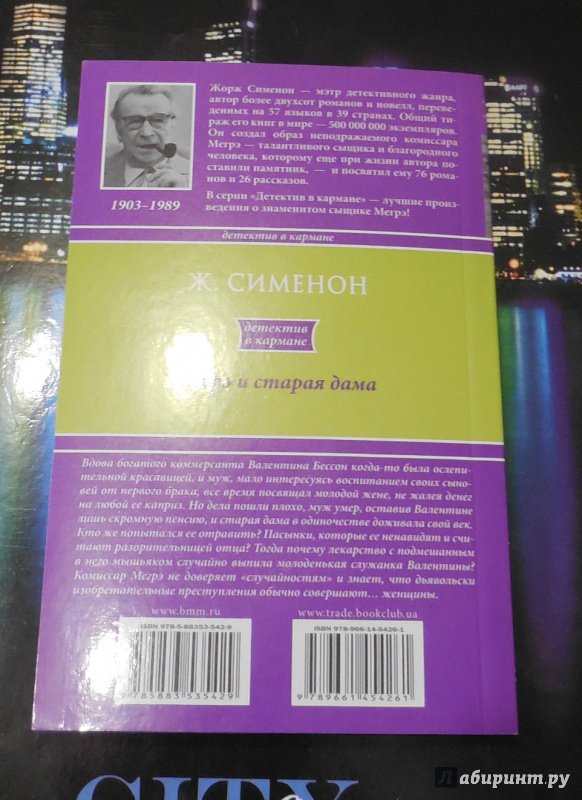 Жорж Сименон — мэтр детективного жанра,
автор более двухсот романов и новелл, переве-
денных на 57 языков в 39 странах. Общий ти-
раж его книг в мире — 500 000 000 экземпляров.
Он создал образ неподражаемого комиссара
Мегрэ — талантливого сыщика и благородного
человека, которому еще при жизни автора по-
ставили памятник, — и посвятил ему 76 рома-
нов и 26 рассказов.
В серии «Детектив в кармане» — лучшие произ-
ведения о знаменитом сыщике Мегрэ!
1903–1989
детектив в кармане
Ж. СИМЕНОН
детектив
в кармане
и старая дама
Вдова богатого коммерсанта Валентина Бессон когда-то была ослепи-
тельной красавицей, и муж, мало интересуясь воспитанием своих сыно-
вей от первого брака, все время посвящал молодой жене, не жалея денег
на любой ее каприз. Но дела пошли плохо, муж умер, оставив Валентине
лишь скромную пенсию, и старая дама в одиночестве доживала свой век.
Кто же попытался ее отравить? Пасынки, которые ее ненавидят и счи-
тают разорительницей отца? Тогда почему лекарство с подмешанным
в него мышьяком случайно выпила молоденькая служанка Валентины?
Комиссар Мегрэ не доверяет «случайностям» и знает, что дьявольски
изобретательные преступления обычно совершают... женщины.
www.bmm.ru
www.trade.bookclub.ua
ISBN 978-5-88353-542-9
ISBN 978-966-14-5426-1
9 785883 535429
9 789661 454261
CITY
Лабиринт.ру